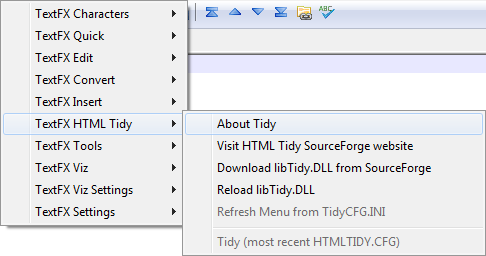 TextFX Characters
TextFX Quick
TextFX Edit
TextFX Convert
TextFX Insert
TextFX HTML Tidy
TextFX Tools
TextFX Viz
TextFX Viz Settings
TextFX Settings
ABC
About Tidy
Visit HTML Tidy SourceForge website
Download libTidy.DLL from SourceForge
Reload libTidy.DLL
Refresh Menu from TidyCFG.INI
Tidy (most recent HTMLTIDY.CFG)